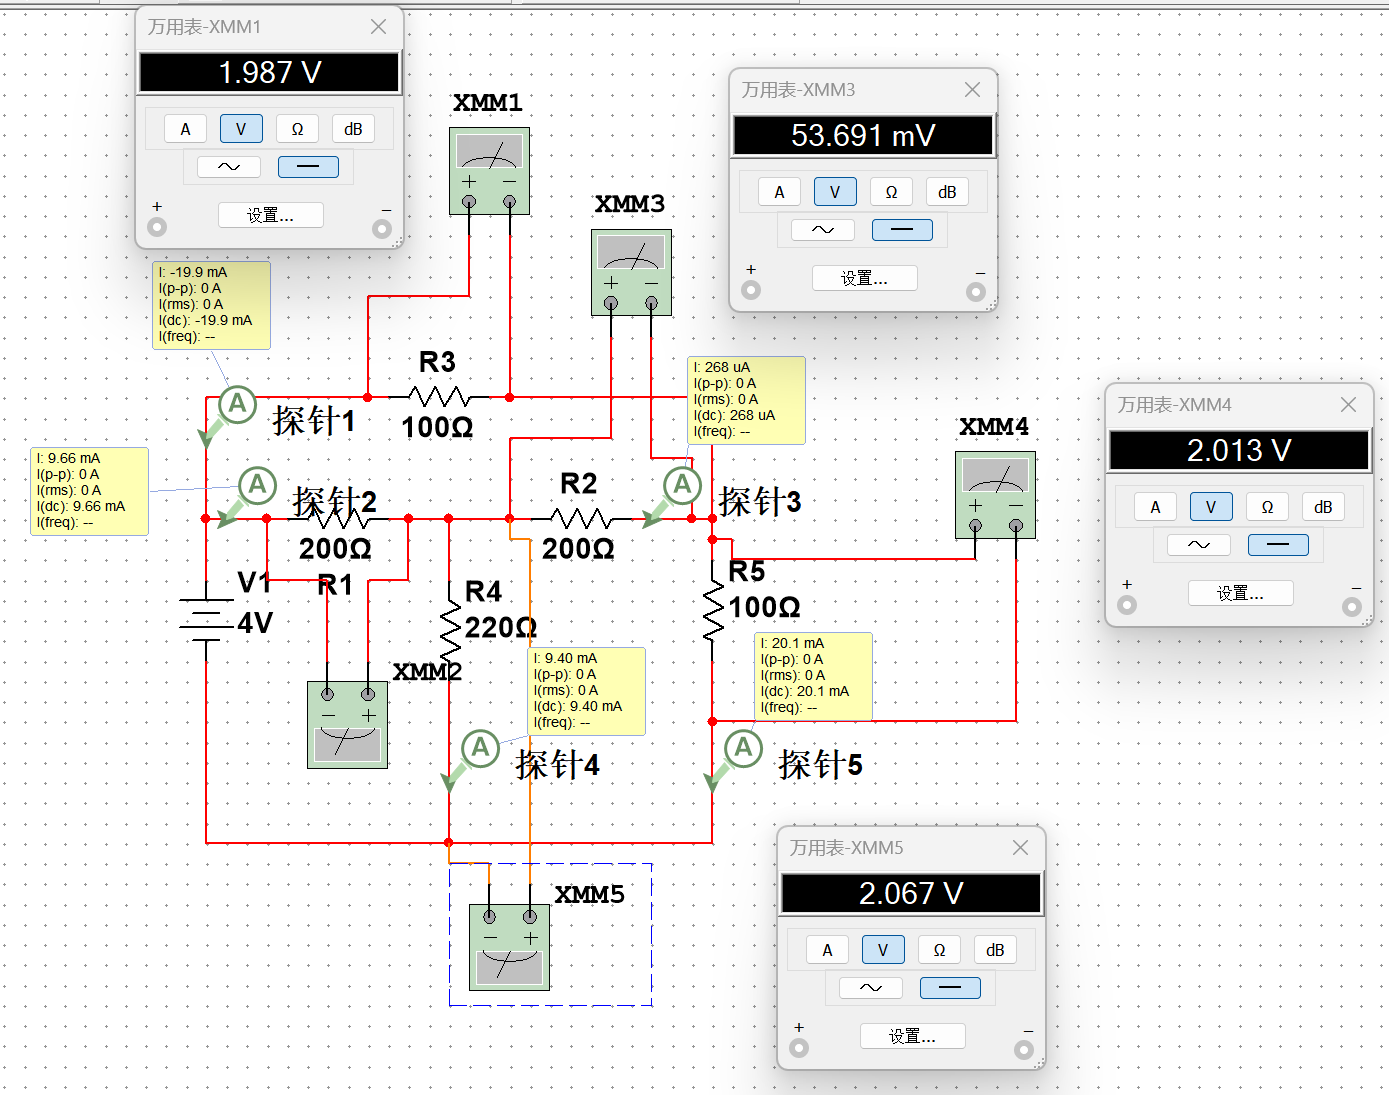 万用表-XMM1
1.987 V
A
V
Ω
dB
+
设置...
−
XMM1
+ −
万用表-XMM3
53.691 mV
A
V
Ω
dB
+
设置...
−
XMM3
+ −
I: -19.9 mA
I(p-p): 0 A
I(rms): 0 A
I(dc): -19.9 mA
I(freq): --
A
探针1
R3
100Ω
I: 268 uA
I(p-p): 0 A
I(rms): 0 A
I(dc): 268 uA
I(freq): --
万用表-XMM4
2.013 V
A
V
Ω
dB
+
设置...
−
XMM4
+ −
I: 9.66 mA
I(p-p): 0 A
I(rms): 0 A
I(dc): 9.66 mA
I(freq): --
A
探针2
200Ω
R1
R2
200Ω
A
探针3
V1
4V
R4
220Ω
R5
100Ω
XMM2
− +
I: 9.40 mA
I(p-p): 0 A
I(rms): 0 A
I(dc): 9.40 mA
I(freq): --
I: 20.1 mA
I(p-p): 0 A
I(rms): 0 A
I(dc): 20.1 mA
I(freq): --
A
探针4
A
探针5
XMM5
− +
万用表-XMM5
2.067 V
A
V
Ω
dB
+
设置...
−